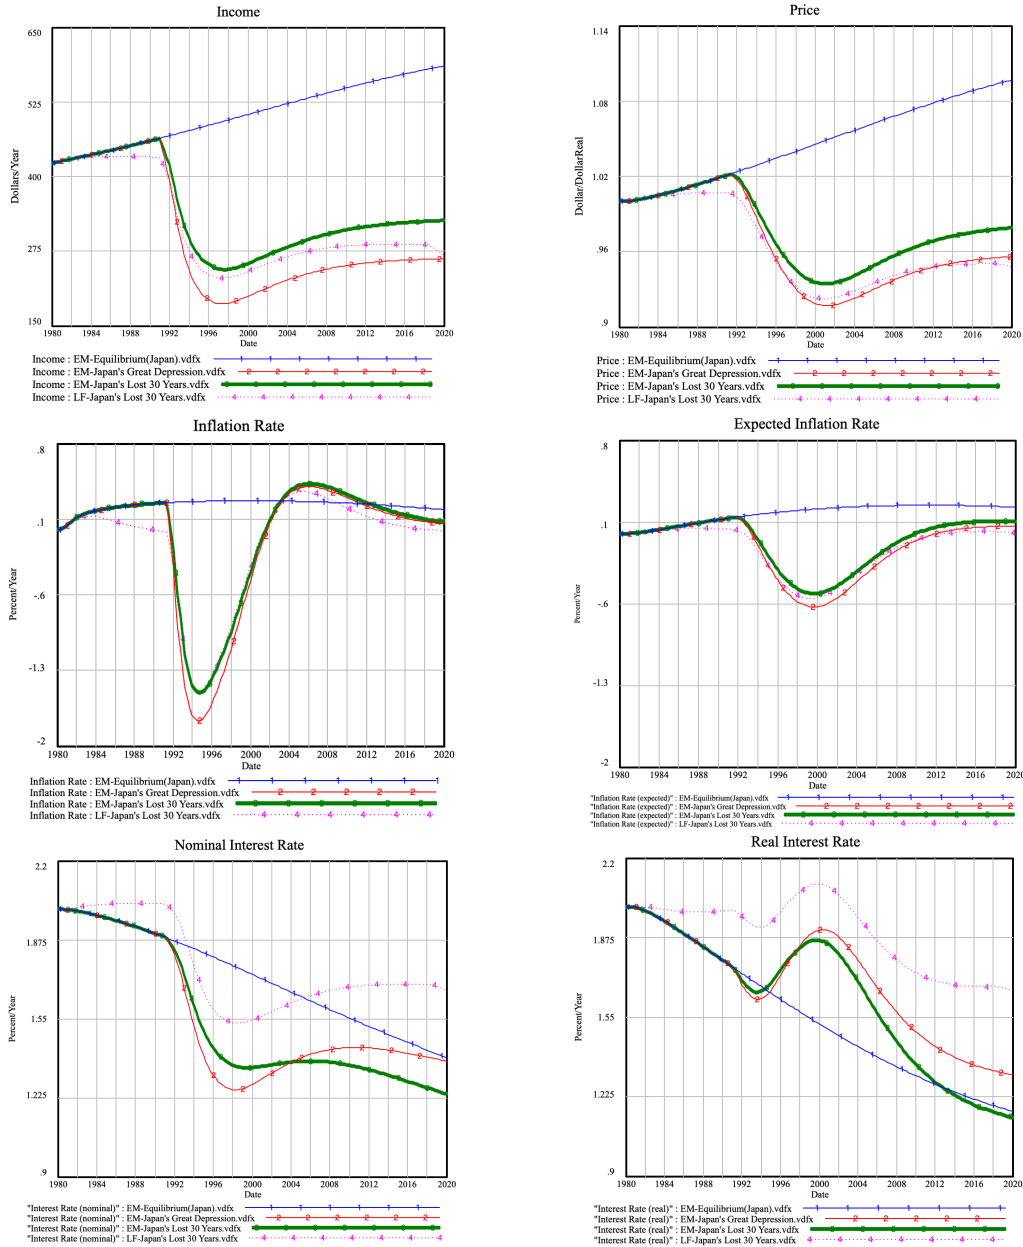 Income
650
525
400
275
150
Dollars/Year
1980 1984 1988 1992 1996 2000 2004 2008 2012 2016 2020
Date
Income : EM-Equilibrium(Japan).vdfx
Income : EM-Japan's Great Depression.vdfx
Income : EM-Japan's Lost 30 Years.vdfx
Income : LF-Japan's Lost 30 Years.vdfx
Price
1.14
1.08
1.02
.96
.9
Dollar/DollarReal
1980 1984 1988 1992 1996 2000 2004 2008 2012 2016 2020
Date
Price : EM-Equilibrium(Japan).vdfx
Price : EM-Japan's Great Depression.vdfx
Price : EM-Japan's Lost 30 Years.vdfx
Price : LF-Japan's Lost 30 Years.vdfx
Inflation Rate
.8
.1
-.6
-1.3
-2
Percent/Year
1980 1984 1988 1992 1996 2000 2004 2008 2012 2016 2020
Date
Inflation Rate : EM-Equilibrium(Japan).vdfx
Inflation Rate : EM-Japan's Great Depression.vdfx
Inflation Rate : EM-Japan's Lost 30 Years.vdfx
Inflation Rate : LF-Japan's Lost 30 Years.vdfx
Expected Inflation Rate
.8
.1
-.6
-1.3
-2
Percent/Year
1980 1984 1988 1992 1996 2000 2004 2008 2012 2016 2020
Date
"Inflation Rate (expected)" : EM-Equilibrium(Japan).vdfx
"Inflation Rate (expected)" : EM-Japan's Great Depression.vdfx
"Inflation Rate (expected)" : EM-Japan's Lost 30 Years.vdfx
"Inflation Rate (expected)" : LF-Japan's Lost 30 Years.vdfx
Nominal Interest Rate
2.2
1.875
1.55
1.225
.9
Percent/Year
1980 1984 1988 1992 1996 2000 2004 2008 2012 2016 2020
Date
"Interest Rate (nominal)" : EM-Equilibrium(Japan).vdfx
"Interest Rate (nominal)" : EM-Japan's Great Depression.vdfx
"Interest Rate (nominal)" : EM-Japan's Lost 30 Years.vdfx
"Interest Rate (nominal)" : LF-Japan's Lost 30 Years.vdfx
Real Interest Rate
2.2
1.875
1.55
1.225
.9
Percent/Year
1980 1984 1988 1992 1996 2000 2004 2008 2012 2016 2020
Date
"Interest Rate (real)" : EM-Equilibrium(Japan).vdfx
"Interest Rate (real)" : EM-Japan's Great Depression.vdfx
"Interest Rate (real)" : EM-Japan's Lost 30 Years.vdfx
"Interest Rate (real)" : LF-Japan's Lost 30 Years.vdfx